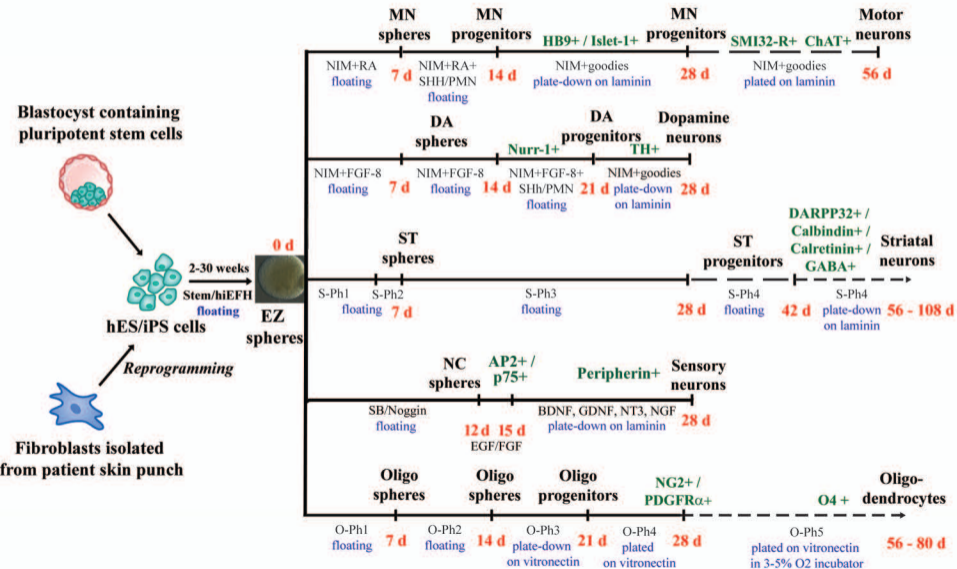 Blastocyst containing
pluripotent stem cells
hES/iPS cells
Reprogramming
Fibroblasts isolated
from patient skin punch
2-30 weeks
Stem/hiEFH
floating
0 d
EZ
spheres
MN
spheres
MN
progenitors
HB9+ / Islet-1+
MN
progenitors
SMI32-R+ ChAT+
Motor
neurons
NIM+RA
floating
7 d
NIM+RA+
SHH/PMN
floating
14 d
NIM+goodies
plate-down on laminin
28 d
NIM+goodies
plated on laminin
56 d
DA
spheres
Nurr-1+
DA
progenitors
TH+
Dopamine
neurons
NIM+FGF-8
floating
7 d
NIM+FGF-8
floating
14 d
NIM+FGF-8+
SHh/PMN
floating
21 d
NIM+goodies
plate-down
on laminin
28 d
ST
spheres
ST
progenitors
DARPP32+ /
Calbindin+ /
Calretinin+ /
GABA+
Striatal
neurons
S-Ph1
floating
S-Ph2
7 d
S-Ph3
floating
28 d
S-Ph4
floating
42 d
S-Ph4
plate-down
on laminin
56 - 108 d
NC
spheres
AP2+ /
p75+
Peripherin+
Sensory
neurons
SB/Noggin
floating
12 d 15 d
EGF/FGF
BDNF, GDNF, NT3, NGF
plate-down on laminin
28 d
Oligo
spheres
Oligo
spheres
Oligo
progenitors
NG2+ /
PDGFRα+
O4 +
Oligo-
dendrocytes
O-Ph1
floating
7 d
O-Ph2
floating
14 d
O-Ph3
plate-down
on vitronectin
21 d
O-Ph4
plated
on vitronectin
28 d
O-Ph5
plated on vitronectin
in 3-5% O2 incubator
56 - 80 d